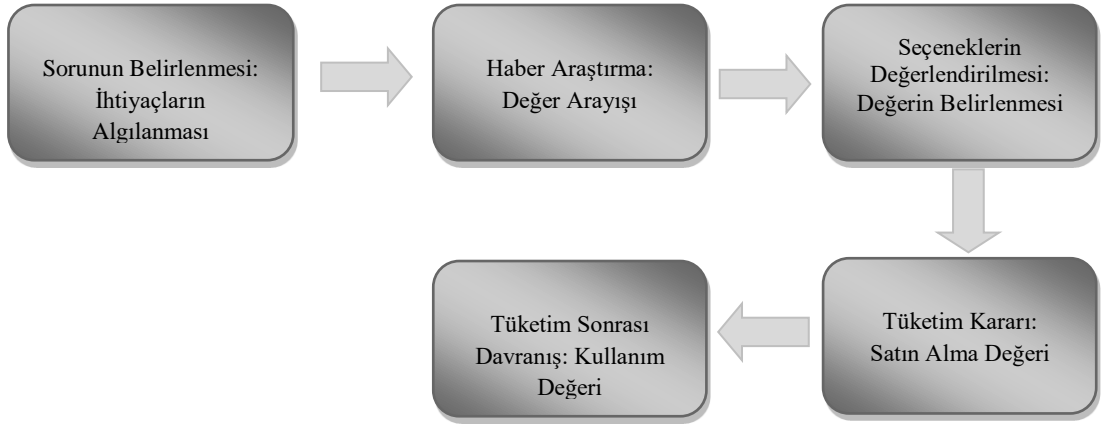 Sorunun Belirlenmesi:
İhtiyaçların
Algılanması
Haber Araştırma:
Değer Arayışı
Seçeneklerin
Değerlendirilmesi:
Değerin Belirlenmesi
Tüketim Kararı:
Satın Alma Değeri
Tüketim Sonrası
Davranış: Kullanım
Değeri